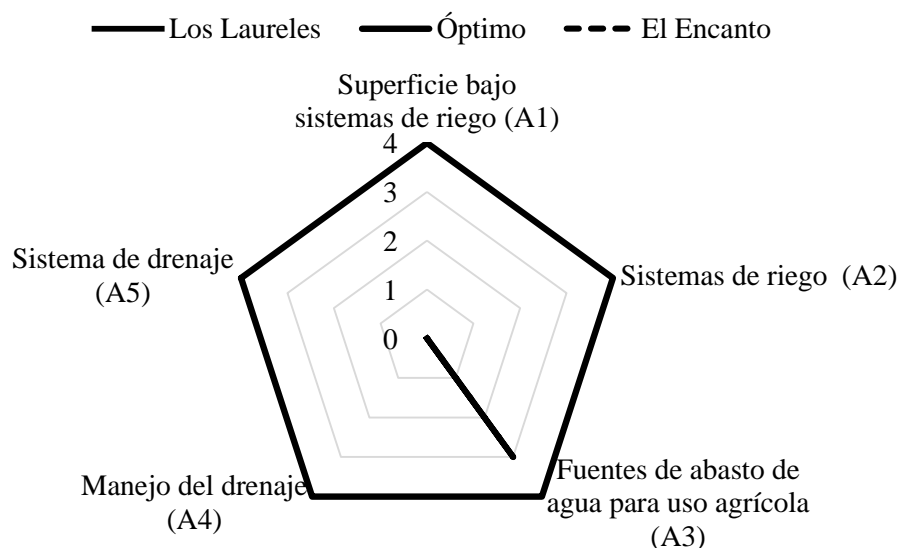 Los Laureles Óptimo El Encanto
Superficie bajo
sistemas de riego (A1)
4
3
2
1
0
Sistema de drenaje
(A5)
Sistemas de riego (A2)
Manejo del drenaje
(A4)
Fuentes de abasto de
agua para uso agrícola
(A3)